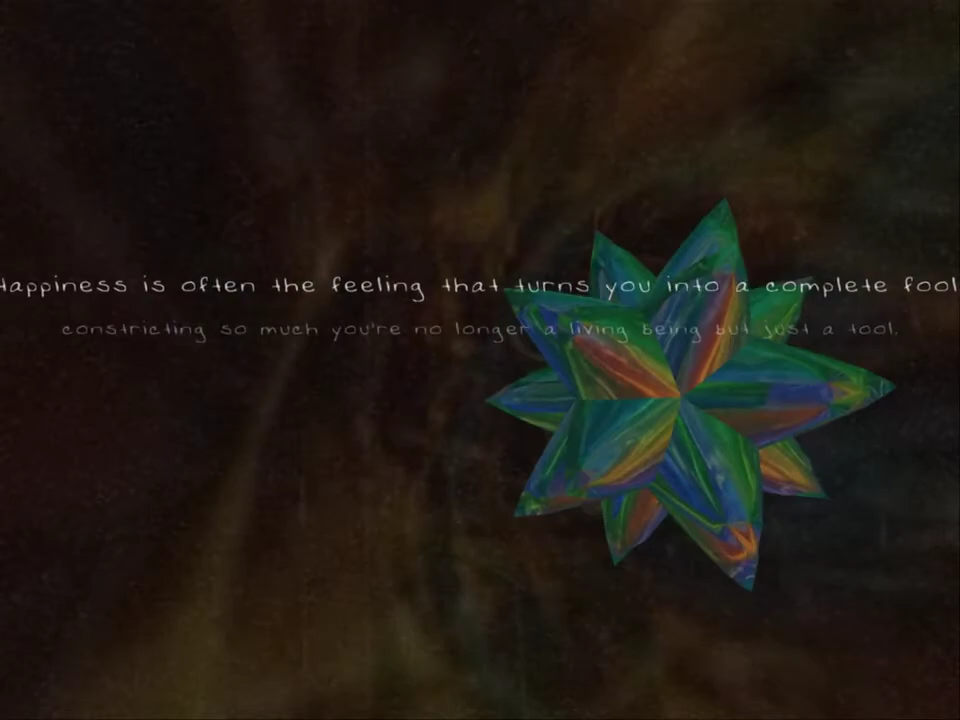 Happiness is often the feeling that turns you into a complete fool
constricting so much you're no longer a living being but just a tool.